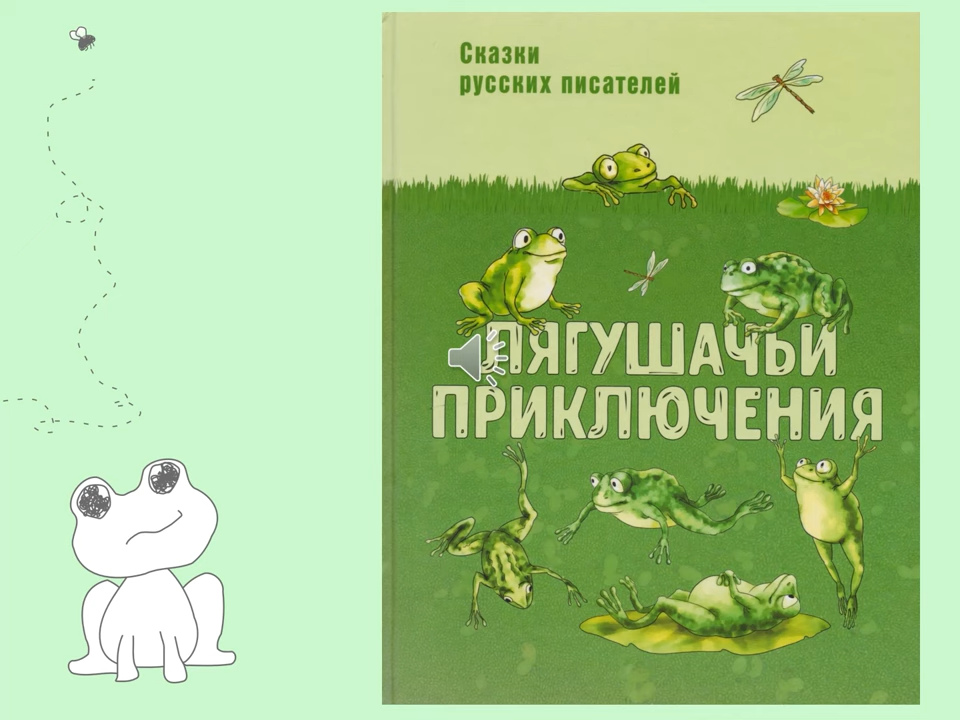 Сказки
русских писателей
ЛЯГУШАЧЬИ
ПРИКЛЮЧЕНИЯ